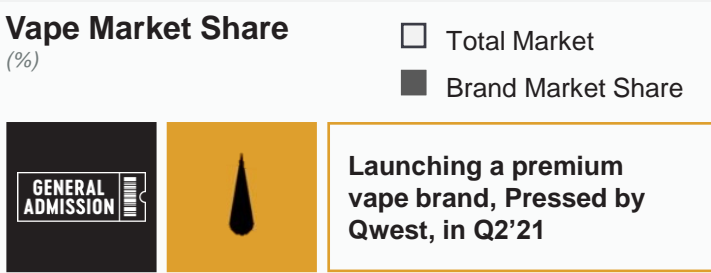 Vape Market Share
(%)
Total Market
Brand Market Share
GENERAL
ADMISSION
Launching a premium
vape brand, Pressed by
Qwest, in Q2’21